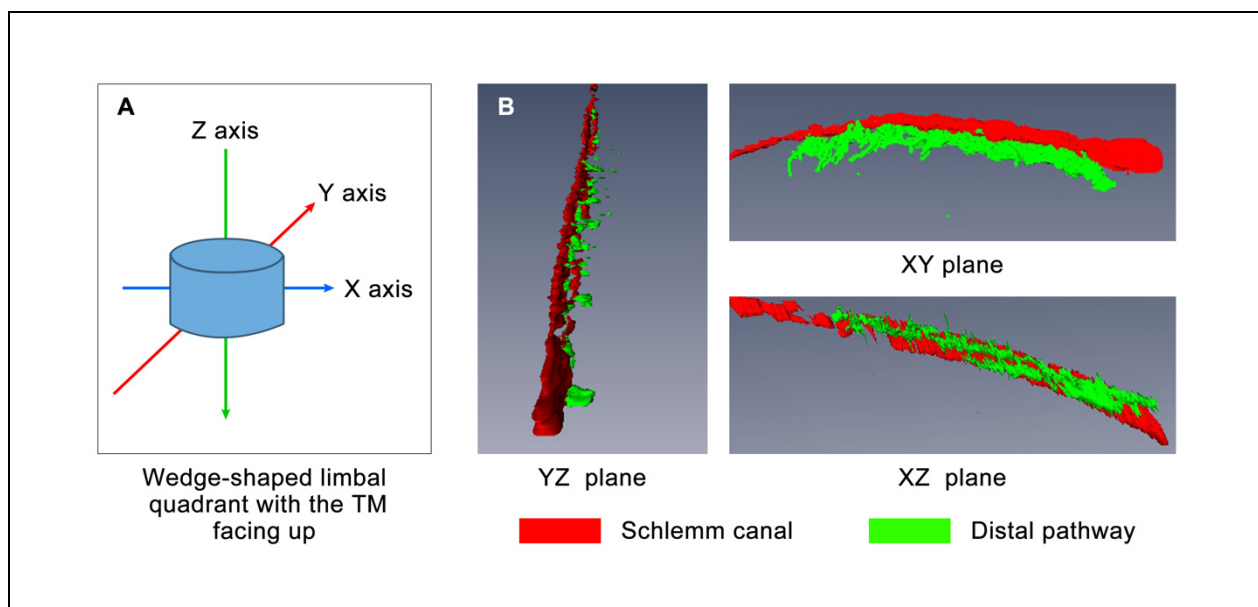 A
Z axis
Y axis
X axis
Wedge-shaped limbal
quadrant with the TM
facing up
B
YZ plane
XY plane
XZ plane
Schlemm canal
Distal pathway